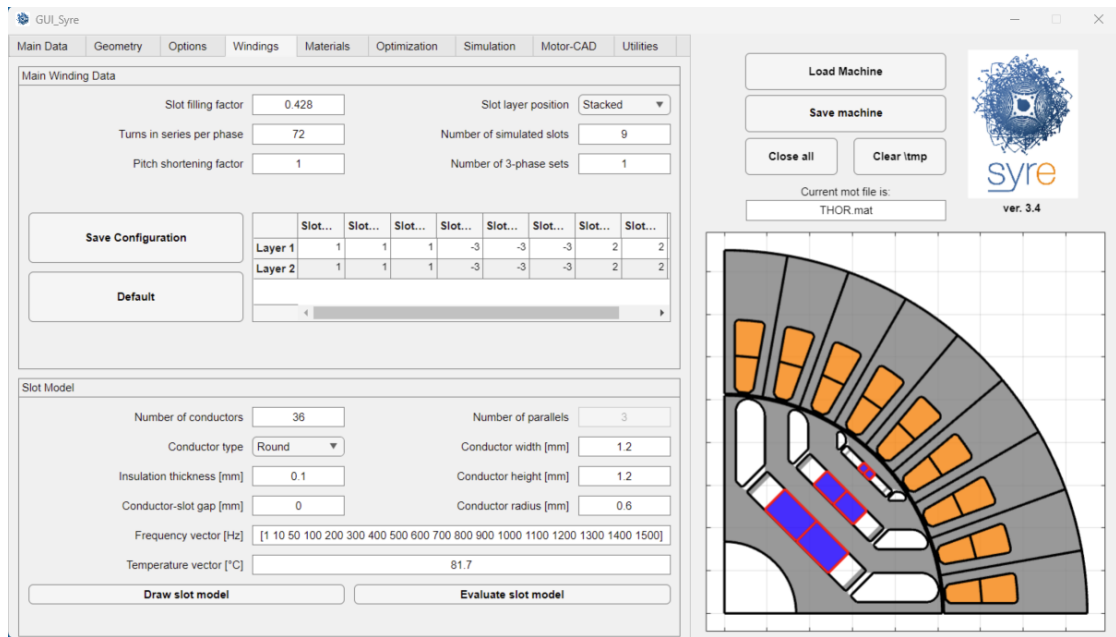 GUI_Syre
Main Data Geometry Options Windings Materials Optimization Simulation Motor-CAD Utilities
Main Winding Data
Slot filling factor 0.428 Slot layer position Stacked
Turns in series per phase 72 Number of simulated slots 9
Pitch shortening factor 1 Number of 3-phase sets 1
Save Configuration
Default
Slot... Slot... Slot... Slot... Slot... Slot... Slot... Slot...
Layer 1 1 1 1 -3 -3 -3 2 2
Layer 2 1 1 1 -3 -3 -3 2 2
Slot Model
Number of conductors 36 Number of parallels 3
Conductor type Round Conductor width [mm] 1.2
Insulation thickness [mm] 0.1 Conductor height [mm] 1.2
Conductor-slot gap [mm] 0 Conductor radius [mm] 0.6
Frequency vector [Hz] [1 10 50 100 200 300 400 500 600 700 800 900 1000 1100 1200 1300 1400 1500]
Temperature vector [°C] 81.7
Draw slot model Evaluate slot model
Load Machine
Save machine
Close all Clear \tmp
Current mot file is:
THOR.mat
syre
ver. 3.4